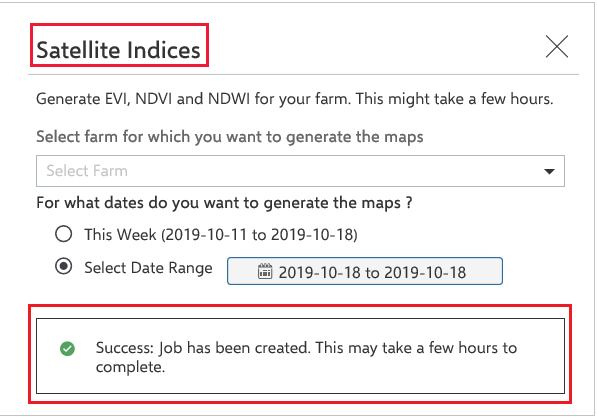 Satellite Indices
Generate EVI, NDVI and NDWI for your farm. This might take a few hours.
Select farm for which you want to generate the maps
Select Farm
For what dates do you want to generate the maps ?
This Week (2019-10-11 to 2019-10-18)
Select Date Range
2019-10-18 to 2019-10-18
Success: Job has been created. This may take a few hours to
complete.